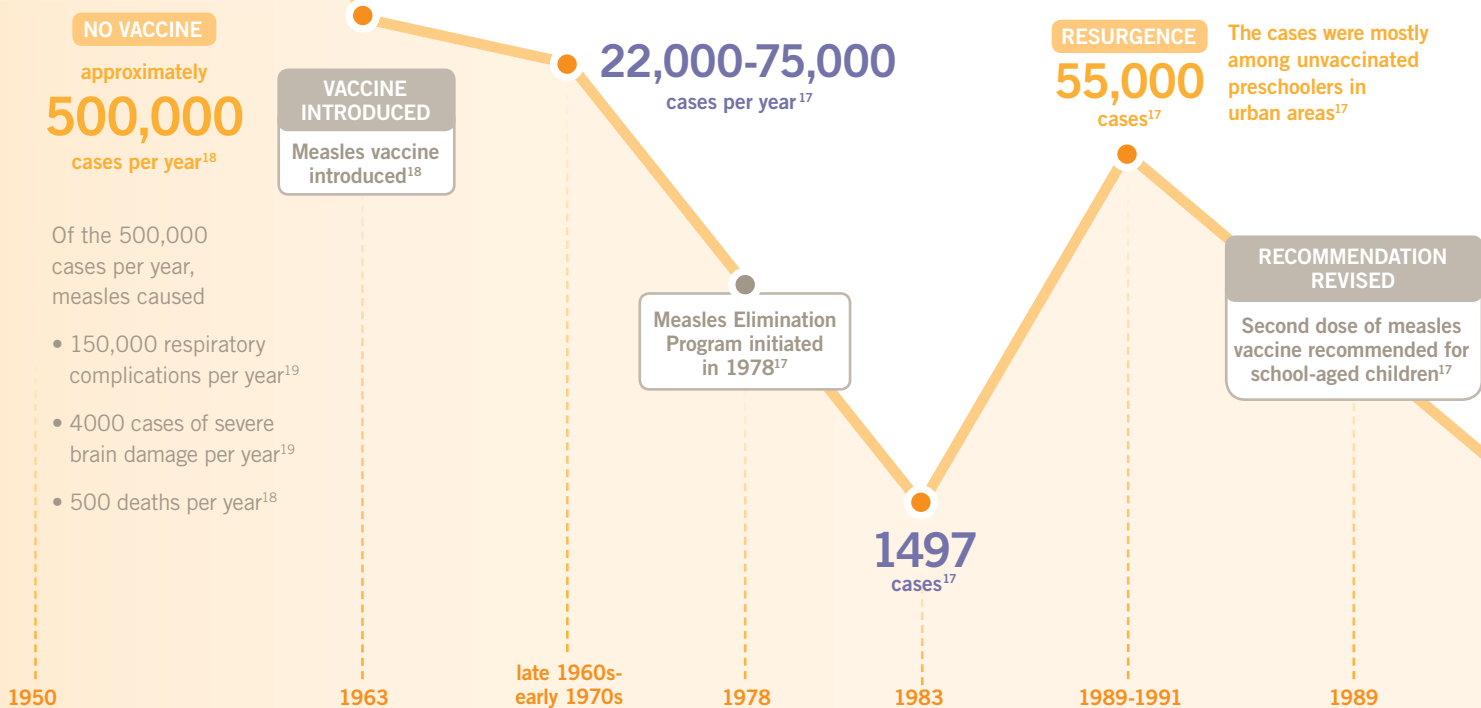 NO VACCINE
approximately
500,000
cases per year18
Of the 500,000
cases per year,
measles caused
• 150,000 respiratory
complications per year19
• 4000 cases of severe
brain damage per year19
• 500 deaths per year18
VACCINE
INTRODUCED
Measles vaccine
introduced18
22,000-75,000
cases per year17
Measles Elimination
Program initiated
in 197817
1497
cases17
RESURGENCE
55,000
cases17
The cases were mostly
among unvaccinated
preschoolers in
urban areas17
RECOMMENDATION
REVISED
Second dose of measles
vaccine recommended for
school-aged children17
1950
1963
late 1960s-
early 1970s
1978
1983
1989-1991
1989